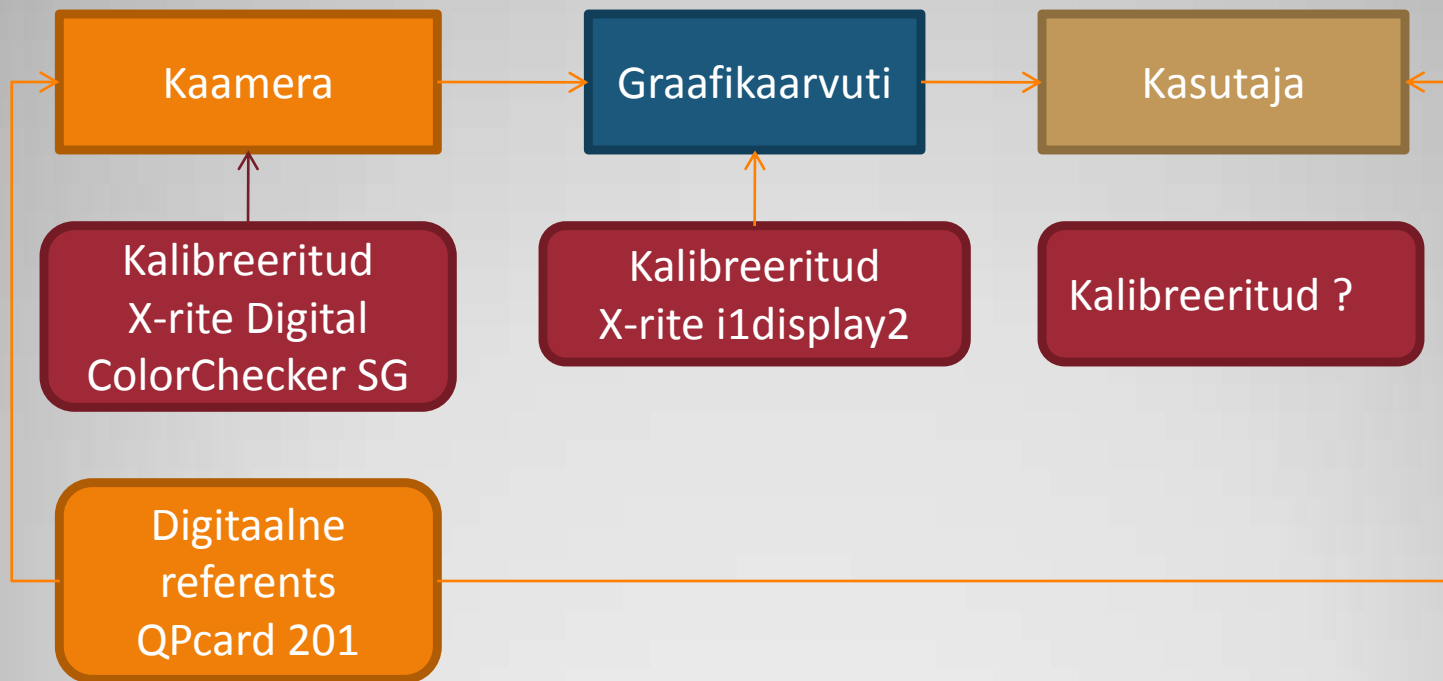 Kaamera
Graafikaarvuti
Kasutaja
Kalibreeritud
X-rite Digital
ColorChecker SG
Kalibreeritud
X-rite i1display2
Kalibreeritud ?
Digitaalne
referents
QPcard 201